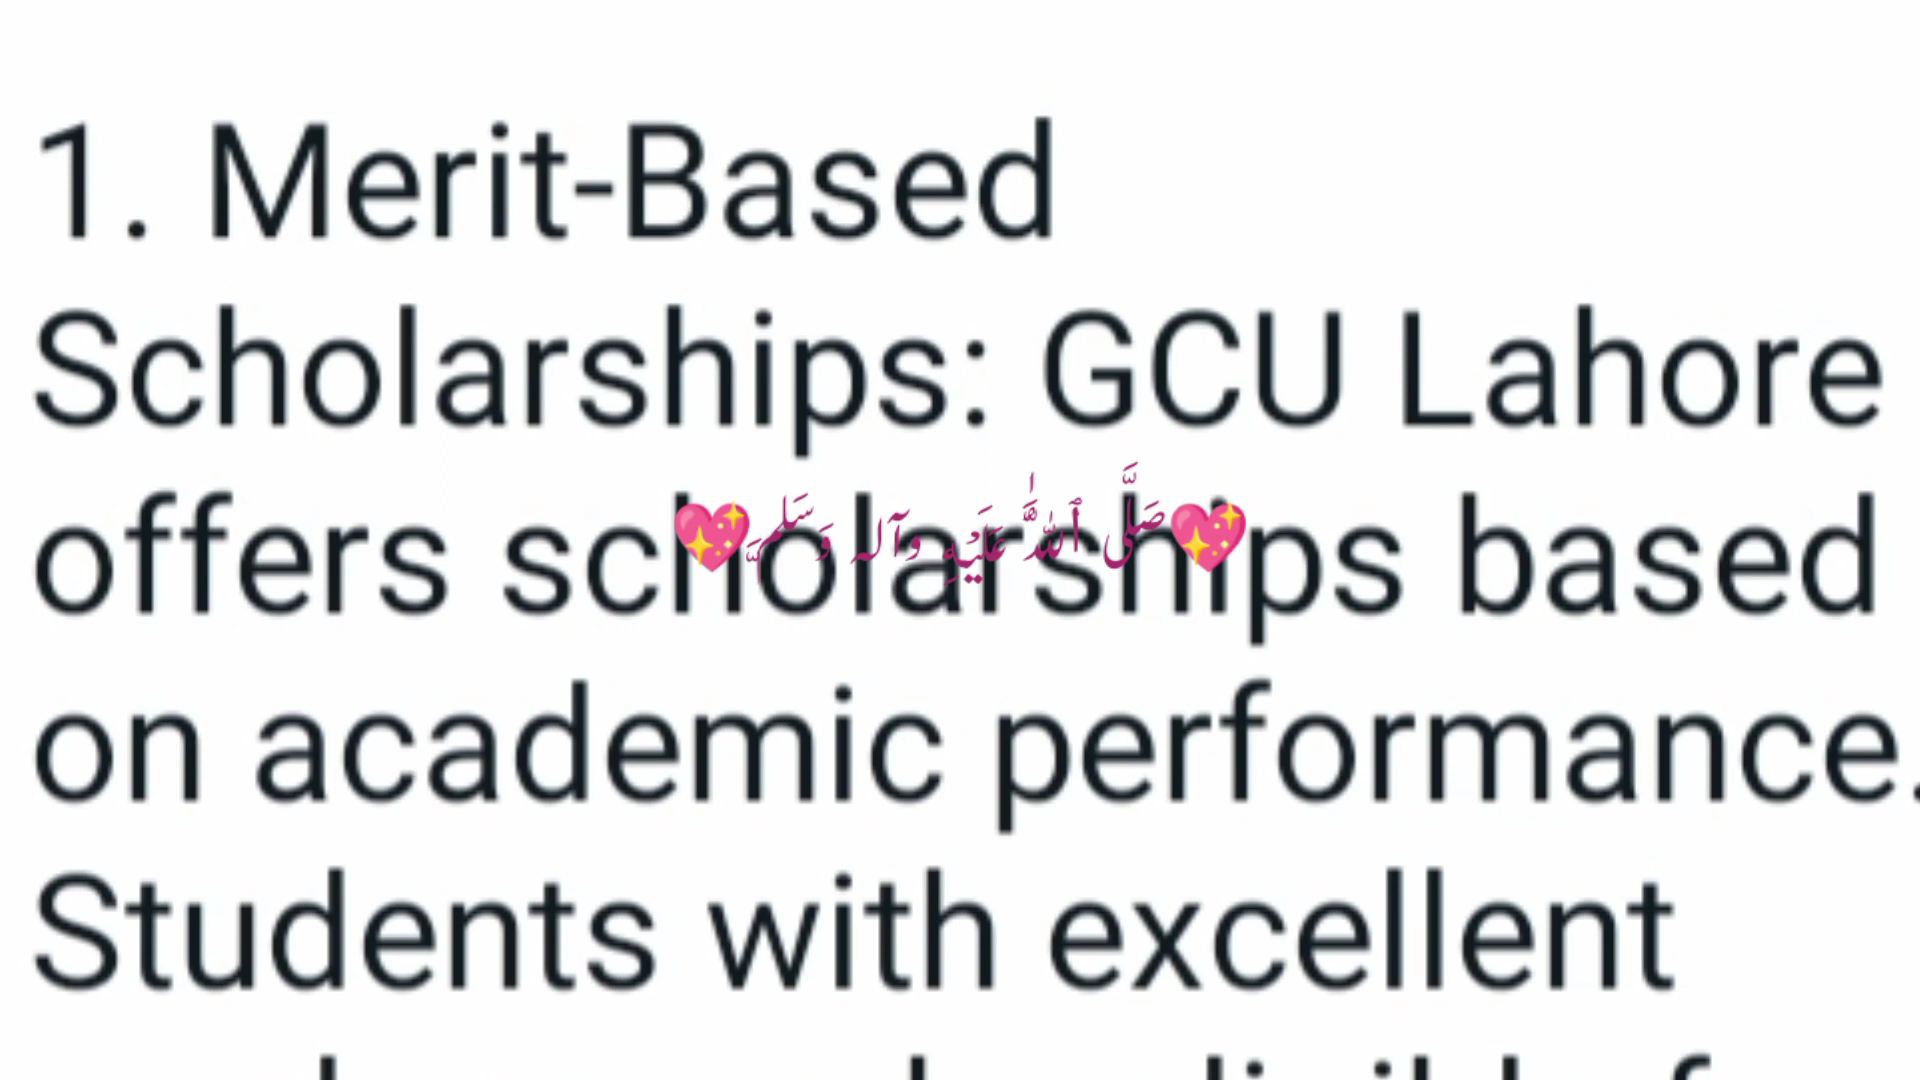 1. Merit-Based
Scholarships: GCU Lahore
offers scholarships based
💖صَلَّى ٱللّٰهُ عَلَيْهِ وَآلِهِ وَسَلَّم💖
on academic performance.
Students with excellent